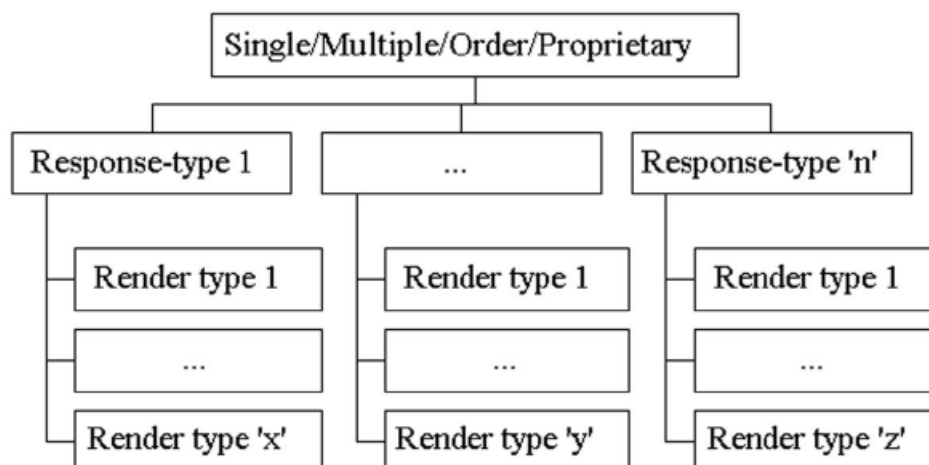 Single/Multiple/Order/Proprietary
Response-type 1
...
Response-type 'n'
Render type 1
Render type 1
Render type 1
...
...
...
Render type 'x'
Render type 'y'
Render type 'z'